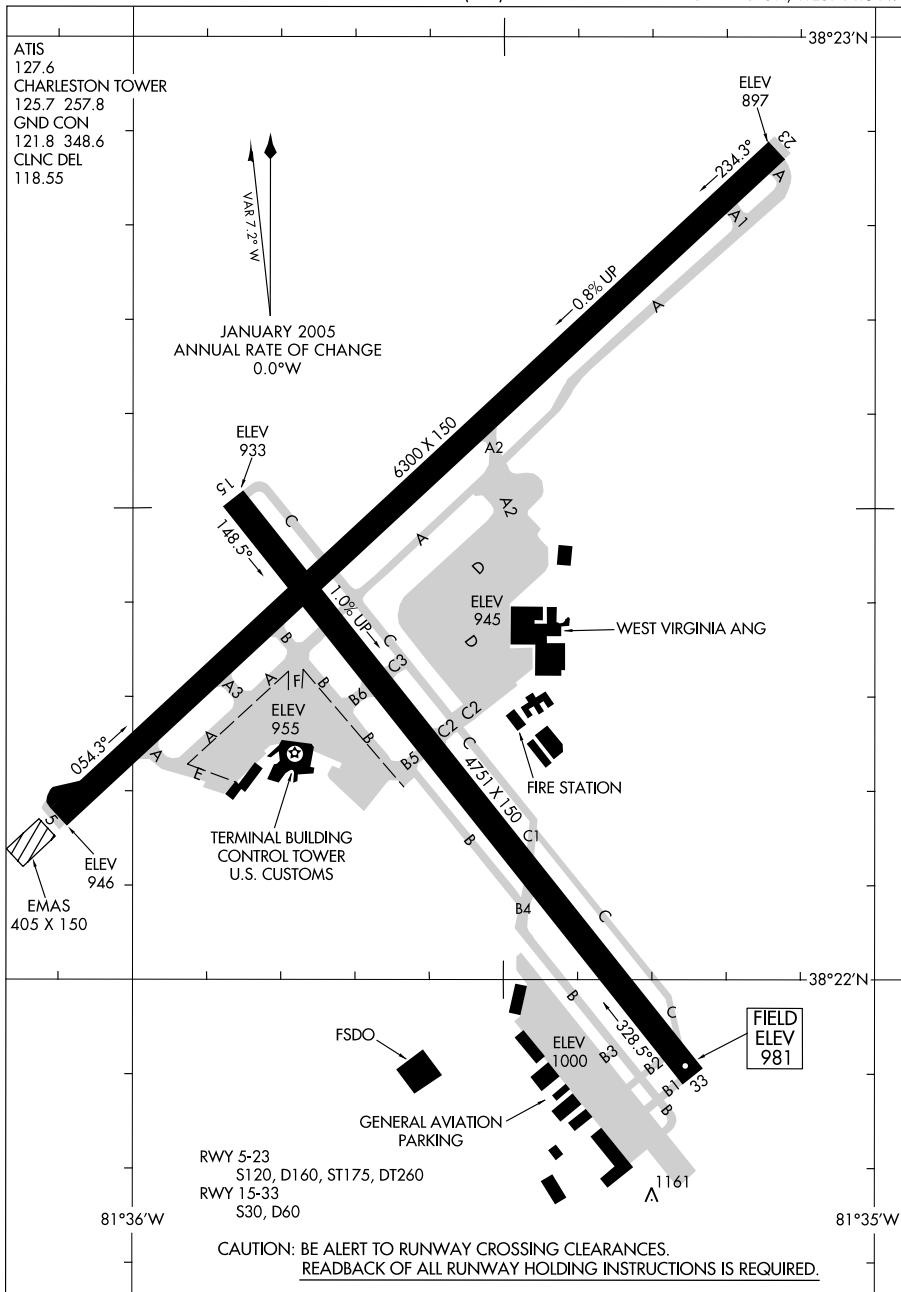 38°23'N
ATIS
127.6
CHARLESTON TOWER
125.7 257.8
GND CON
121.8 348.6
CLNC DEL
118.55
ELEV
897
23
234.3°
A
A1
VAR 7.2° W
0.8% UP
A
JANUARY 2005
ANNUAL RATE OF CHANGE
0.0°W
ELEV
933
6300 X 150
A2
15
A2
C
148.5°
A
D
1.0% UP
ELEV
945
WEST VIRGINIA ANG
B
C
D
C3
A
F
B
A3
B6
ELEV
955
C2
C2
054.3°
A
B
C
A
B5
E
4751 X 150
FIRE STATION
5
TERMINAL BUILDING
CONTROL TOWER
U.S. CUSTOMS
B
C1
ELEV
946
EMAS
405 X 150
B4
C
38°22'N
B
C
328.5°
FIELD
ELEV
981
FSDO
ELEV
1000
B3
B2
B1
33
B
GENERAL AVIATION
PARKING
RWY 5-23
S120, D160, ST175, DT260
RWY 15-33
S30, D60
1161
81°36'W
81°35'W
CAUTION: BE ALERT TO RUNWAY CROSSING CLEARANCES.
READBACK OF ALL RUNWAY HOLDING INSTRUCTIONS IS REQUIRED.